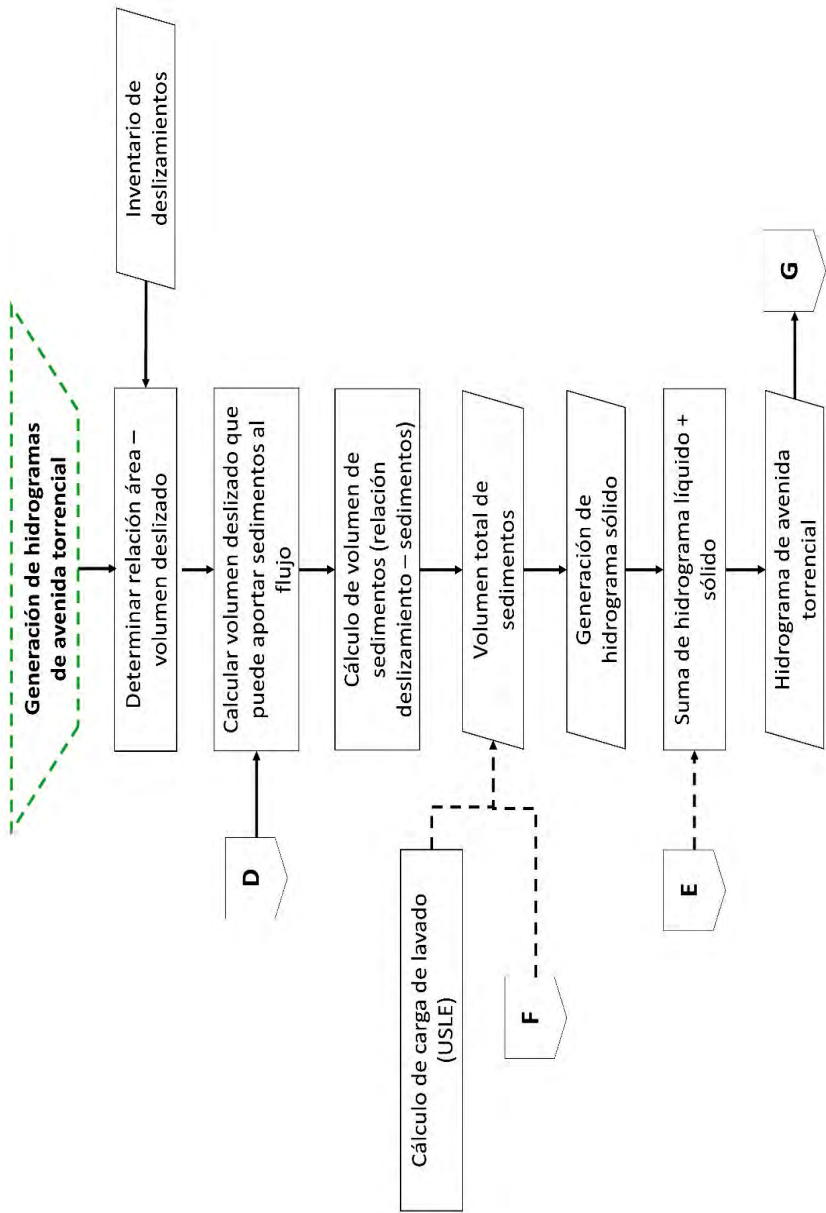 Generación de hidrogramas
de avenida torrencial
Inventario de
deslizamientos
Determinar relación área –
volumen deslizado
D
Calcular volumen deslizado que
puede aportar sedimentos al
flujo
Cálculo de volumen de
sedimentos (relación
deslizamiento – sedimentos)
Cálculo de carga de lavado
(USLE)
F
Volumen total de
sedimentos
Generación de
hidrograma sólido
E
Suma de hidrograma líquido +
sólido
Hidrograma de avenida
torrencial
G